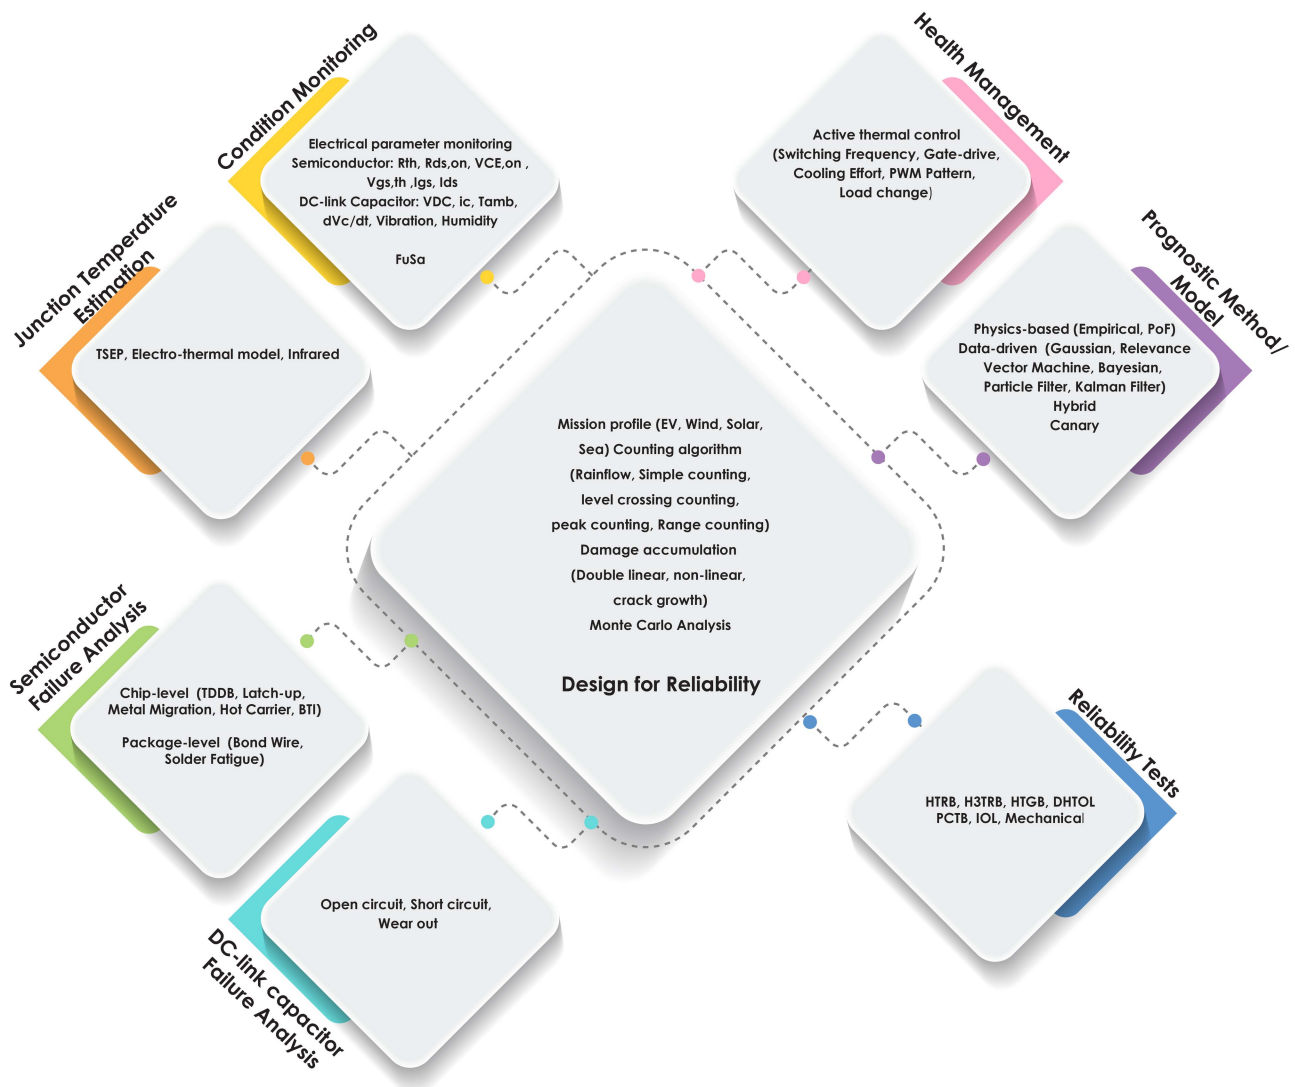 Condition Monitoring
Electrical parameter monitoring
Semiconductor: Rth, Rds,on, VCE,on ,
Vgs,th ,Igs, Ids
DC-link Capacitor: VDC, ic, Tamb,
dVc/dt, Vibration, Humidity
FuSa
Health Management
Active thermal control
(Switching Frequency, Gate-drive,
Cooling Effort, PWM Pattern,
Load change)
Junction Temperature
Estimation
TSEP, Electro-thermal model, Infrared
Prognostic Method/
Model
Physics-based (Empirical, PoF)
Data-driven (Gaussian, Relevance
Vector Machine, Bayesian,
Particle Filter, Kalman Filter)
Hybrid
Canary
Mission profile (EV, Wind, Solar,
Sea) Counting algorithm
(Rainflow, Simple counting,
level crossing counting,
peak counting, Range counting)
Damage accumulation
(Double linear, non-linear,
crack growth)
Monte Carlo Analysis
Design for Reliability
Semiconductor
Failure Analysis
Chip-level (TDDB, Latch-up,
Metal Migration, Hot Carrier, BTI)
Package-level (Bond Wire,
Solder Fatigue)
Reliability Tests
HTRB, H3TRB, HTGB, DHTOL
PCTB, IOL, Mechanical
DC-link capacitor
Failure Analysis
Open circuit, Short circuit,
Wear out